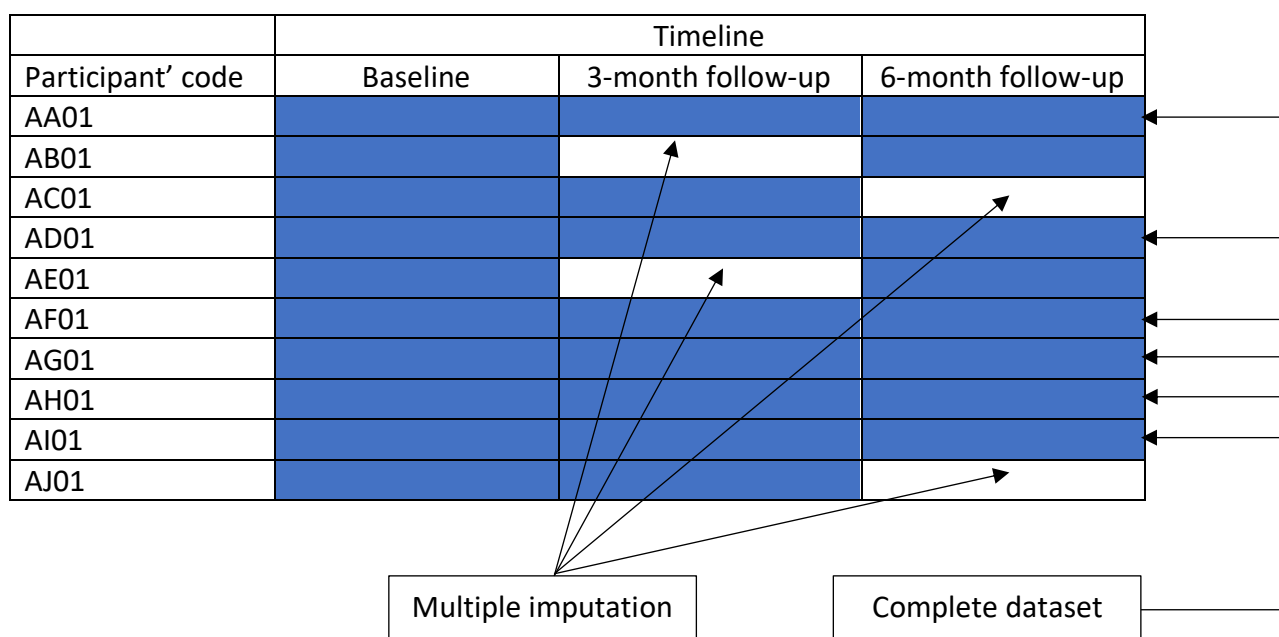 Timeline
Participant’ code Baseline 3-month follow-up 6-month follow-up
AA01
AB01
AC01
AD01
AE01
AF01
AG01
AH01
AI01
AJ01
Multiple imputation Complete dataset